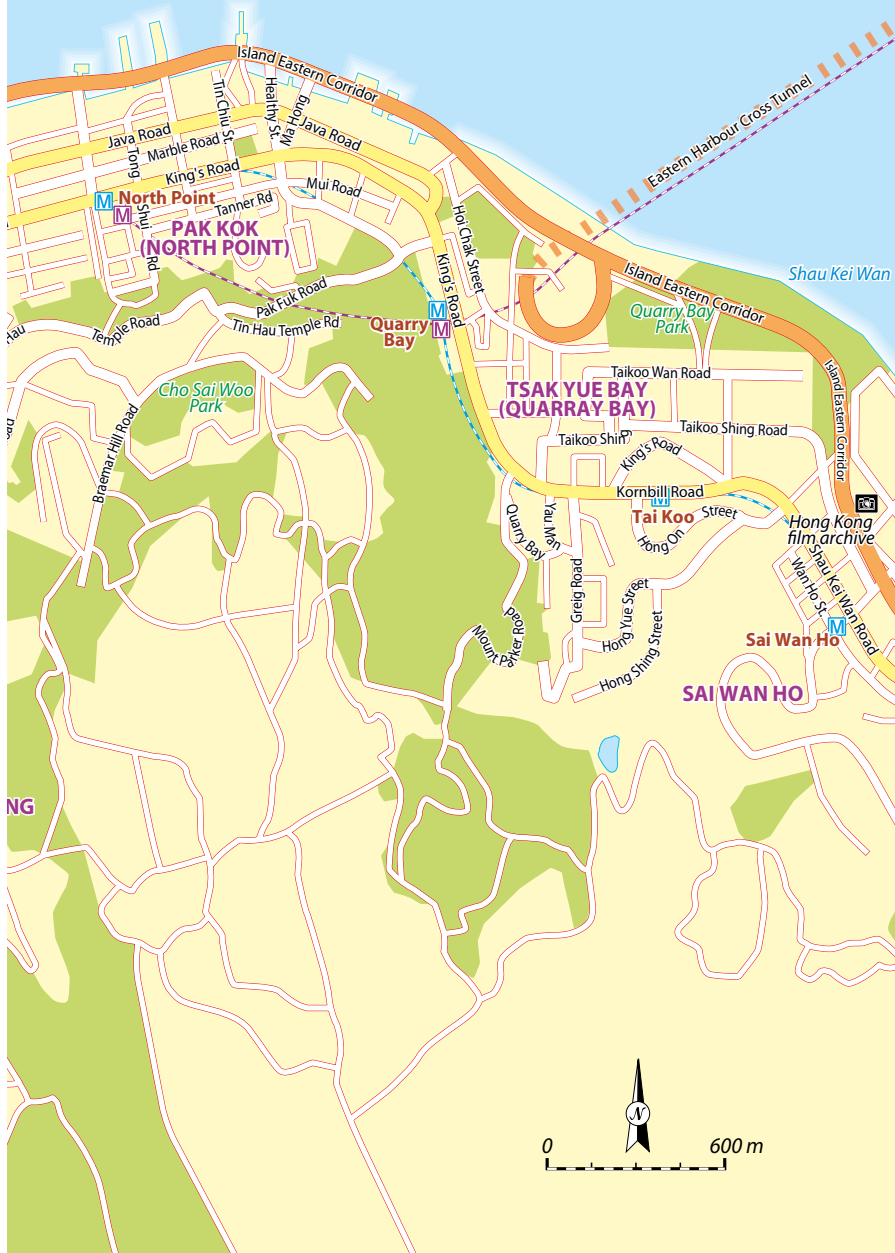 Island Eastern Corridor
Eastern Harbour Cross Tunnel
Tin Chiu St.
Healthy St.
Ma Hong
Java Road
Java Road
Marble Road
Tong
Shui
Rd
King's Road
Mui Road
M
North Point
M
Tanner Rd
PAK KOK
(NORTH POINT)
Hoi Chak Street
King's Road
Island Eastern Corridor
Shau Kei Wan
Pak Fuk Road
Temple Road
Tin Hau Temple Rd
Hau
M
Quarry
M
Bay
Quarry Bay
Park
Island Eastern Corridor
Cho Sai Woo
Park
Taikoo Wan Road
TSAK YUE BAY
(QUARRAY BAY)
Braemar Hill Road
Taikoo Shin
g
Taikoo Shing Road
King's Road
Kornbill Road
M
Tai Koo
Hong On
Street
Hong Kong
film archive
Quarry Bay
Yau Man
Greig Road
Hong Yue Street
Hong Shing Street
Mount Parker Road
Wan Ho St.
Shau Kei Wan Road
M
Sai Wan Ho
SAI WAN HO
NG
N
0
600 m